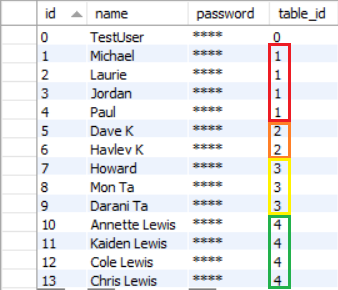 id name password table_id
0 TestUser **** 0
1 Michael **** 1
2 Laurie **** 1
3 Jordan **** 1
4 Paul **** 1
5 Dave K **** 2
6 Havlev K **** 2
7 Howard **** 3
8 Mon Ta **** 3
9 Darani Ta **** 3
10 Annette Lewis **** 4
11 Kaiden Lewis **** 4
12 Cole Lewis **** 4
13 Chris Lewis **** 4